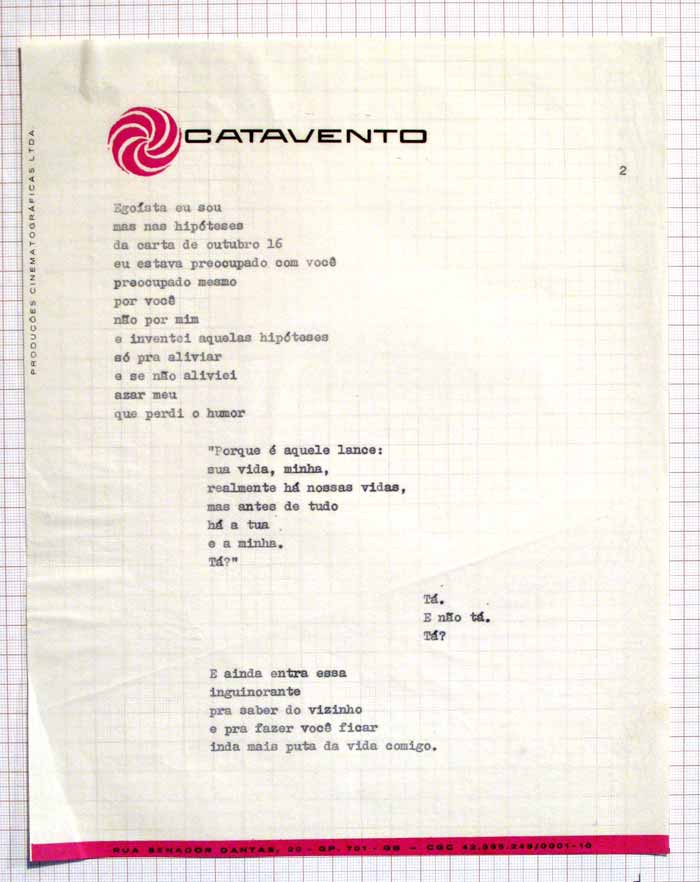 CATAVENTO
PRODUÇÕES CINEMATOGRÁFICAS LTDA.
2
Egoísta eu sou
mas nas hipóteses
da carta de outubro 16
eu estava preocupado com você
preocupado mesmo
por você
não por mim
e inventei aquelas hipóteses
só pra aliviar
e se não aliviei
azar meu
que perdi o humor
"Porque é aquele lance:
sua vida, minha,
realmente há nossas vidas,
mas antes de tudo
há a tua
e a minha.
Tá?"
Tá.
E não tá.
Tá?
E ainda entra essa
inguinorante
pra saber do vizinho
e pra fazer você ficar
inda mais puta da vida comigo.
RUA SENADOR DANTAS, 20 - GP. 701 - GB - CGC